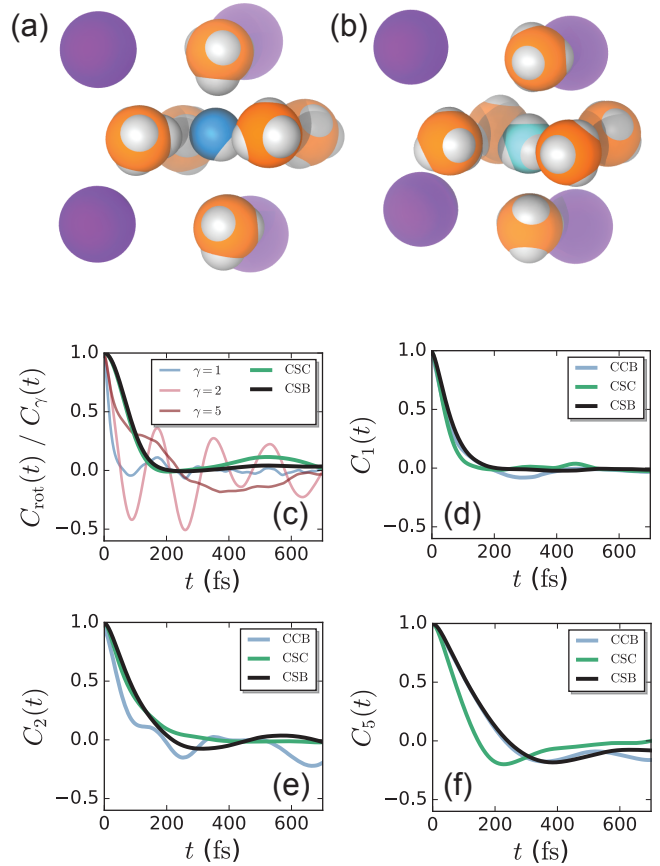 (a)
(b)
1.0
0.5
0.0
−0.5
0 200 400 600
t (fs)
C_rot(t) / C_γ(t)
γ = 1
γ = 2
γ = 5
CSC
CSB
(c)
1.0
0.5
0.0
−0.5
0 200 400 600
t (fs)
C_1(t)
CCB
CSC
CSB
(d)
1.0
0.5
0.0
−0.5
0 200 400 600
t (fs)
C_2(t)
CCB
CSC
CSB
(e)
1.0
0.5
0.0
−0.5
0 200 400 600
t (fs)
C_5(t)
CCB
CSC
CSB
(f)